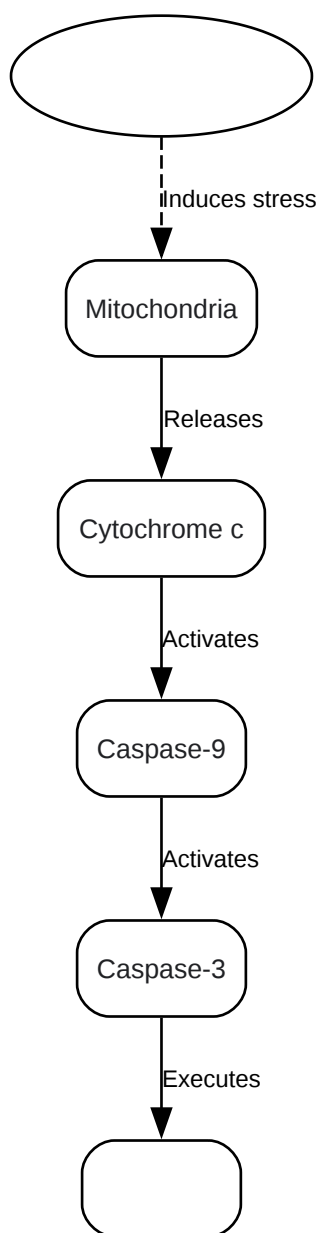 Induces stress
Mitochondria
Releases
Cytochrome c
Activates
Caspase-9
Activates
Caspase-3
Executes